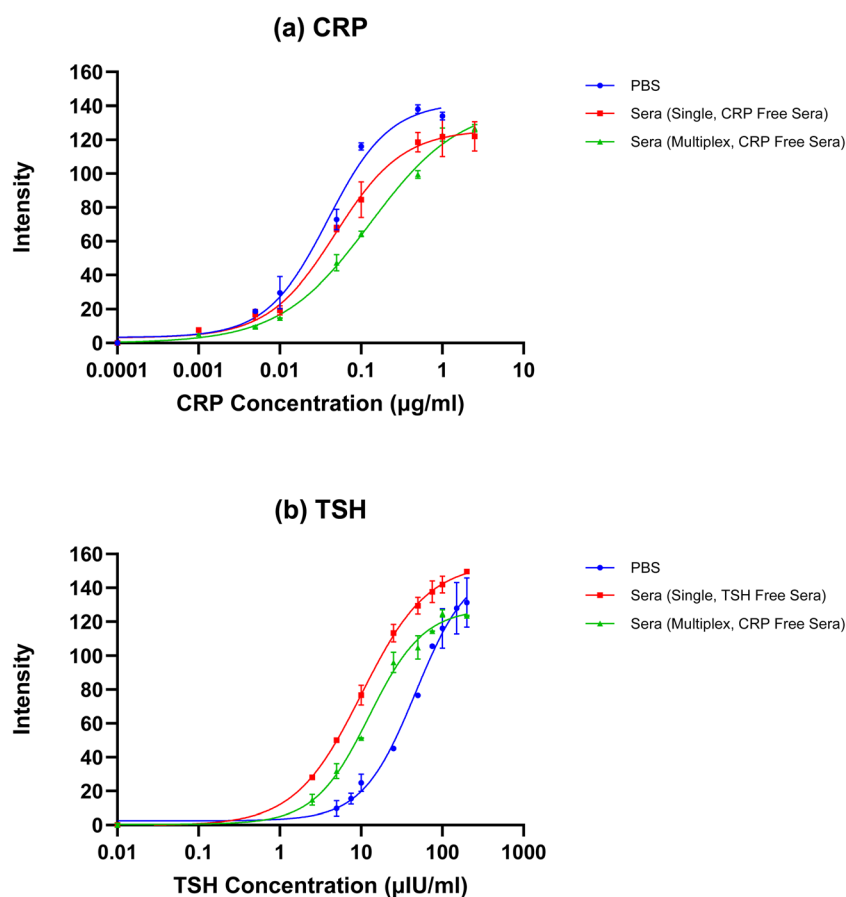 (a) CRP
160
140
120
100
80
60
40
20
0
Intensity
0.0001 0.001 0.01 0.1 1 10
CRP Concentration (µg/ml)
PBS
Sera (Single, CRP Free Sera)
Sera (Multiplex, CRP Free Sera)
(b) TSH
160
140
120
100
80
60
40
20
0
Intensity
0.01 0.1 1 10 100 1000
TSH Concentration (µIU/ml)
PBS
Sera (Single, TSH Free Sera)
Sera (Multiplex, CRP Free Sera)